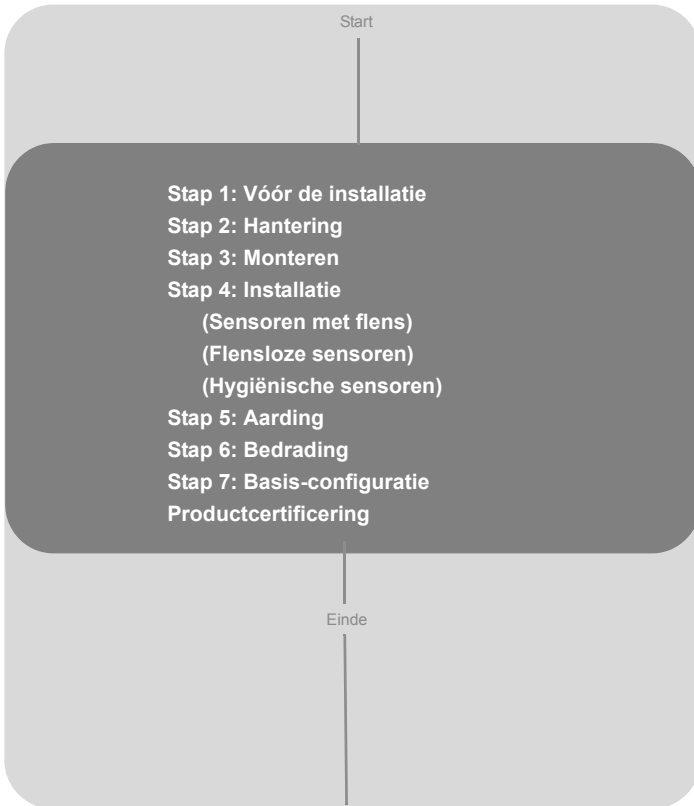 Start
Stap 1: Vóór de installatie
Stap 2: Hantering
Stap 3: Monteren
Stap 4: Installatie
(Sensoren met flens)
(Flensloze sensoren)
(Hygiënische sensoren)
Stap 5: Aarding
Stap 6: Bedrading
Stap 7: Basis-configuratie
Productcertificering
Einde